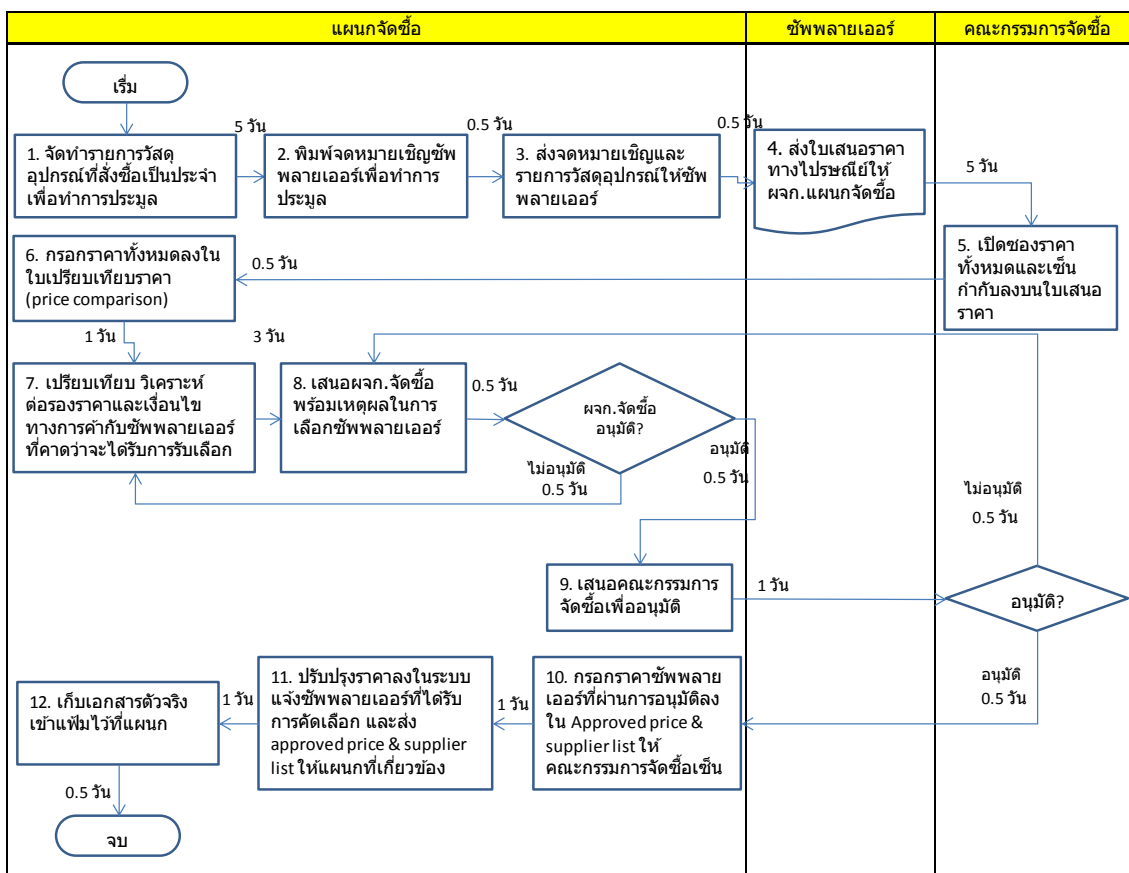 แผนกจัดซื้อ
ซัพพลายเออร์
คณะกรรมการจัดซื้อ
เริ่ม
5 วัน
0.5 วัน
0.5 วัน
1. จัดทำรายการวัสดุ
อุปกรณ์ที่สั่งซื้อเป็นประจำ
เพื่อทำการประมูล
2. พิมพ์จดหมายเชิญซัพ
พลายเออร์เพื่อทำการ
ประมูล
3. ส่งจดหมายเชิญและ
รายการวัสดุอุปกรณ์ให้ซัพ
พลายเออร์
4. ส่งใบเสนอราคา
ทางไปรษณีย์ให้
ผจก.แผนกจัดซื้อ
5 วัน
5. เปิดซองราคา
ทั้งหมดและเซ็น
กำกับลงบนใบเสนอ
ราคา
0.5 วัน
6. กรอกราคาทั้งหมดลงใน
ใบเปรียบเทียบราคา
(price comparison)
1 วัน
3 วัน
7. เปรียบเทียบ วิเคราะห์
ต่อรองราคาและเงื่อนไข
ทางการค้ากับซัพพลายเออร์
ที่คาดว่าจะได้รับการรับเลือก
8. เสนอผจก.จัดซื้อ
พร้อมเหตุผลในการ
เลือกซัพพลายเออร์
0.5 วัน
ผจก.จัดซื้อ
อนุมัติ?
ไม่อนุมัติ
0.5 วัน
อนุมัติ
0.5 วัน
ไม่อนุมัติ
0.5 วัน
9. เสนอคณะกรรมการ
จัดซื้อเพื่ออนุมัติ
1 วัน
อนุมัติ?
อนุมัติ
0.5 วัน
10. กรอกราคาซัพพลาย
เออร์ที่ผ่านการอนุมัติลง
ใน Approved price &
supplier list ให้
คณะกรรมการจัดซื้อเซ็น
1 วัน
11. ปรับปรุงราคาลงในระบบ
แจ้งซัพพลายเออร์ที่ได้รับ
การคัดเลือก และส่ง
approved price & supplier
list ให้แผนกที่เกี่ยวข้อง
1 วัน
12. เก็บเอกสารตัวจริง
เข้าแฟ้มไว้ที่แผนก
0.5 วัน
จบ